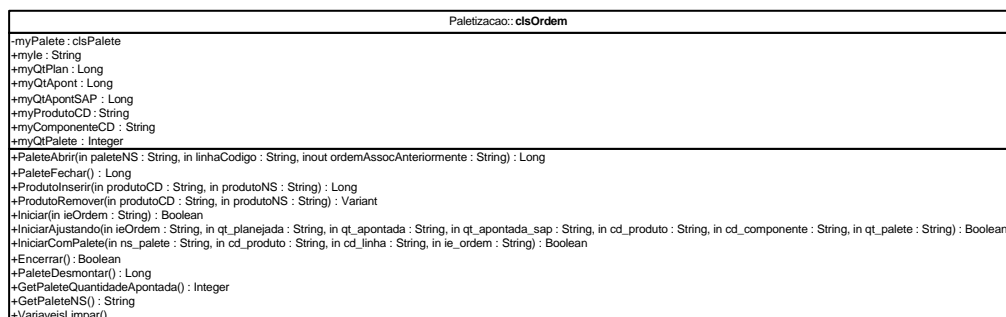 Paletizacao::clsOrdem
-myPalete : clsPalete
+myIe : String
+myQtPlan : Long
+myQtApont : Long
+myQtApontSAP : Long
+myProdutoCD : String
+myComponenteCD : String
+myQtPalete : Integer
+PaleteAbrir(in paleteNS : String, in linhaCodigo : String, inout ordemAssocAnteriormente : String) : Long
+PaleteFechar() : Long
+ProdutoInserir(in produtoCD : String, in produtoNS : String) : Long
+ProdutoRemover(in produtoCD : String, in produtoNS : String) : Variant
+Iniciar(in ieOrdem : String) : Boolean
+IniciarAjustando(in ieOrdem : String, in qt_planejada : String, in qt_apontada : String, in qt_apontada_sap : String, in cd_produto : String, in cd_componente : String, in qt_palete : String) : Boolean
+IniciarComPalete(in ns_palete : String, in cd_produto : String, in cd_linha : String, in ie_ordem : String) : Boolean
+Encerrar() : Boolean
+PaleteDesmontar() : Long
+GetPaleteQuantidadeApontada() : Integer
+GetPaleteNS() : String
+VariaveisLimpar()